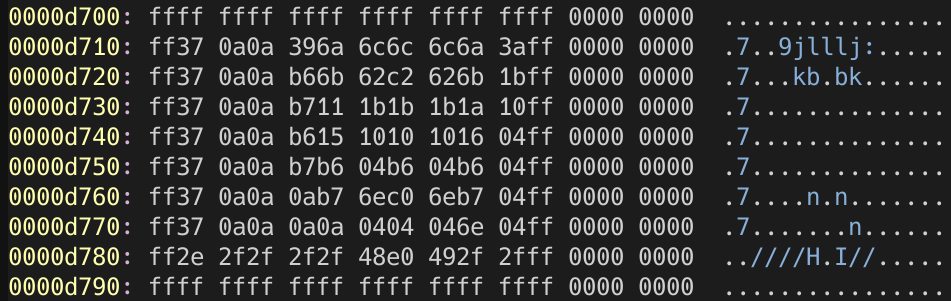 0000d700: ffff ffff ffff ffff ffff ffff 0000 0000  ................
0000d710: ff37 0a0a 396a 6c6c 6c6a 3aff 0000 0000  .7..9jlllj:.....
0000d720: ff37 0a0a b66b 62c2 626b 1bff 0000 0000  .7...kb.bk......
0000d730: ff37 0a0a b711 1b1b 1b1a 10ff 0000 0000  .7..............
0000d740: ff37 0a0a b615 1010 1016 04ff 0000 0000  .7..............
0000d750: ff37 0a0a b7b6 04b6 04b6 04ff 0000 0000  .7..............
0000d760: ff37 0a0a 0ab7 6ec0 6eb7 04ff 0000 0000  .7....n.n.......
0000d770: ff37 0a0a 0a0a 0404 046e 04ff 0000 0000  .7.......n......
0000d780: ff2e 2f2f 2f2f 48e0 492f 2fff 0000 0000  ..////H.I//.....
0000d790: ffff ffff ffff ffff ffff ffff 0000 0000  ................